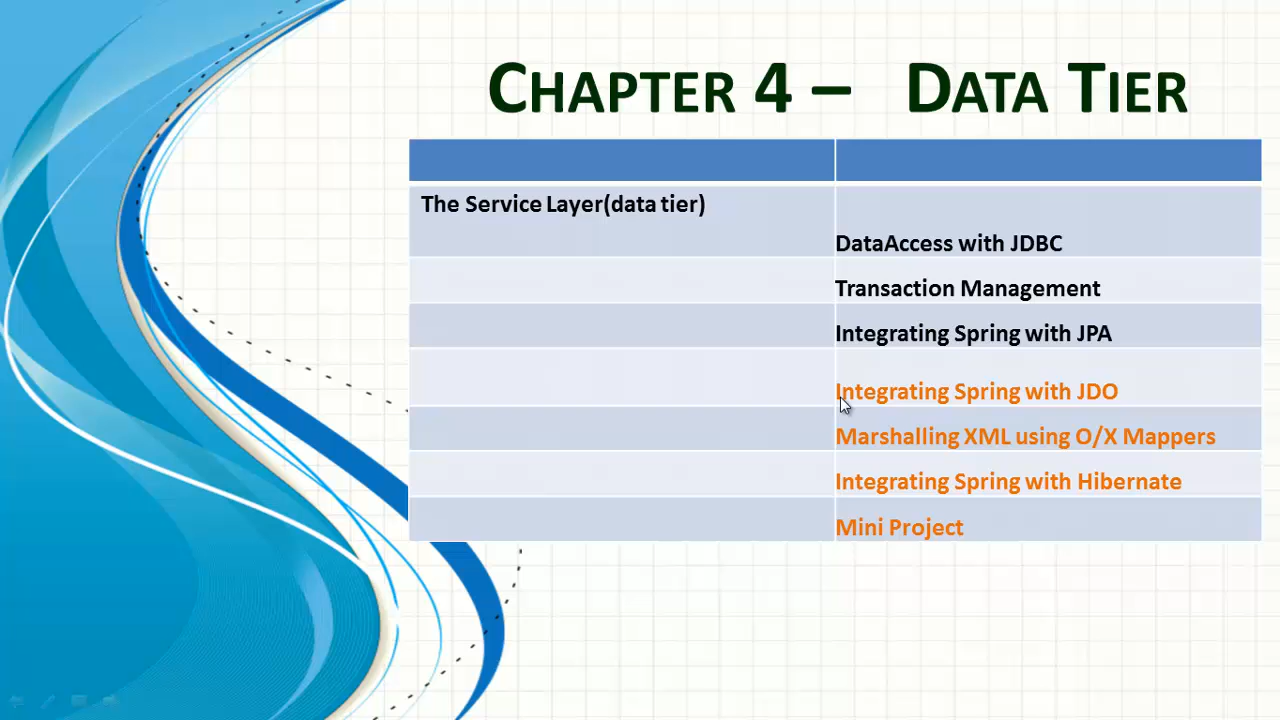 CHAPTER 4 – DATA TIER
The Service Layer(data tier)
DataAccess with JDBC
Transaction Management
Integrating Spring with JPA
Integrating Spring with JDO
Marshalling XML using O/X Mappers
Integrating Spring with Hibernate
Mini Project